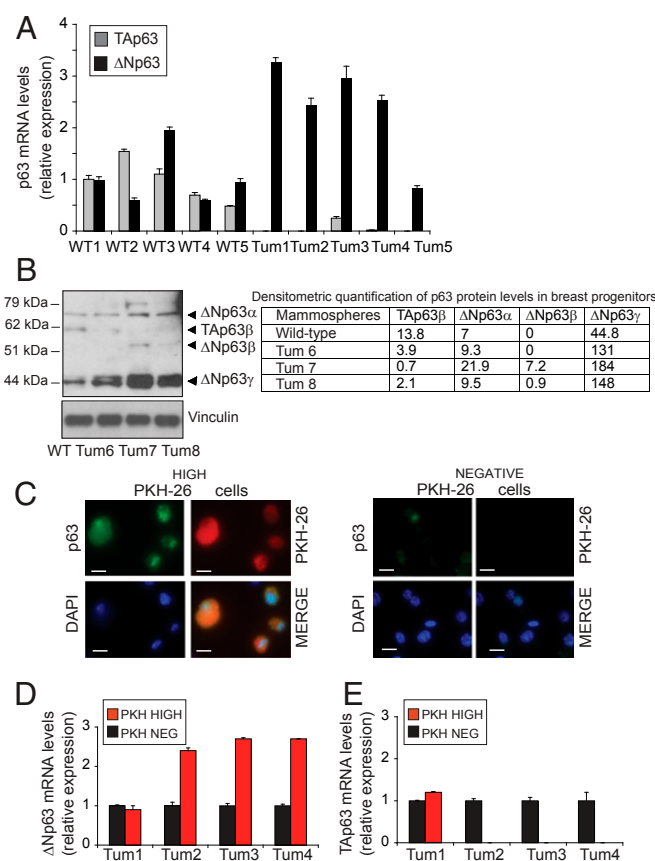 A
TAp63
ΔNp63
p63 mRNA levels
(relative expression)
4
3
2
1
0
WT1 WT2 WT3 WT4 WT5 Tum1 Tum2 Tum3 Tum4 Tum5
B
79 kDa
62 kDa
51 kDa
44 kDa
ΔNp63α
TAp63β
ΔNp63β
ΔNp63γ
Vinculin
WT Tum6 Tum7 Tum8
Densitometric quantification of p63 protein levels in breast progenitors
Mammospheres TAp63β ΔNp63α ΔNp63β ΔNp63γ
Wild-type 13.8 7 0 44.8
Tum 6 3.9 9.3 0 131
Tum 7 0.7 21.9 7.2 184
Tum 8 2.1 9.5 0.9 148
C
HIGH
PKH-26 cells
p63
PKH-26
DAPI
MERGE
NEGATIVE
PKH-26 cells
p63
PKH-26
DAPI
MERGE
D
PKH HIGH
PKH NEG
ΔNp63 mRNA levels
(relative expression)
3
2
1
0
Tum1 Tum2 Tum3 Tum4
E
PKH HIGH
PKH NEG
TAp63 mRNA levels
(relative expression)
3
2
1
0
Tum1 Tum2 Tum3 Tum4